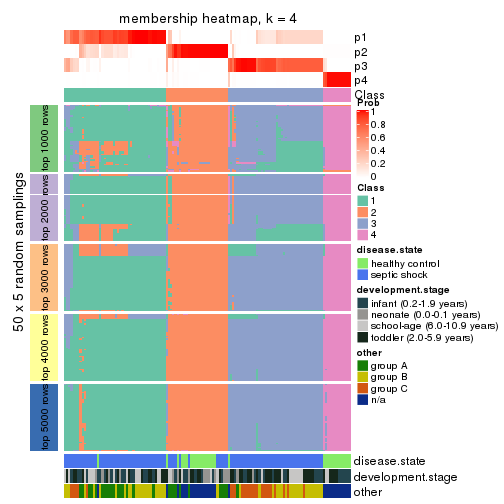 membership heatmap, k = 4
p1
p2
p3
p4
Class
50 x 5 random samplings
top 1000 rows
top 2000 rows
top 3000 rows
top 4000 rows
top 5000 rows
Prob
1
0.8
0.6
0.4
0.2
0
Class
1
2
3
4
disease.state
healthy control
septic shock
development.stage
infant (0.2-1.9 years)
neonate (0.0-0.1 years)
school-age (6.0-10.9 years)
toddler (2.0-5.9 years)
other
group A
group B
group C
n/a
disease.state
development.stage
other